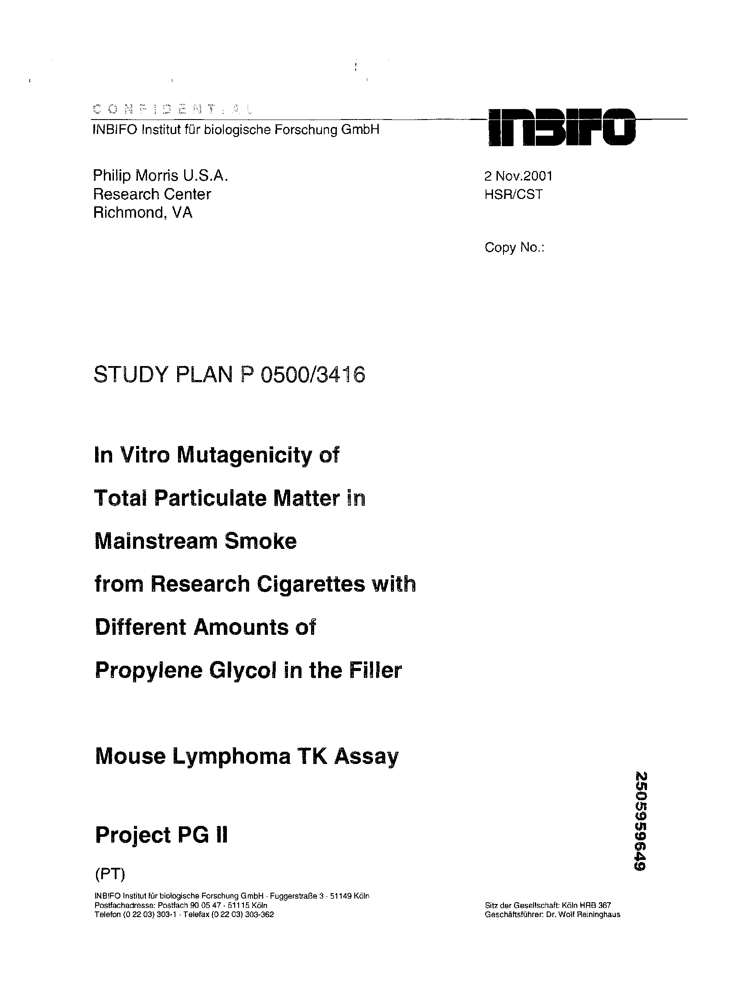 CONFIDENTIAL
INBIFO Institut für biologische Forschung GmbH
INBIFO
Philip Morris U.S.A.
Research Center
Richmond, VA
2 Nov.2001
HSR/CST
Copy No.:
STUDY PLAN P 0500/3416
In Vitro Mutagenicity of
Total Particulate Matter in
Mainstream Smoke
from Research Cigarettes with
Different Amounts of
Propylene Glycol in the Filler
Mouse Lymphoma TK Assay
Project PG II
(PT)
2505959649
INBIFO Institut für biologische Forschung GmbH - Fuggerstraße 3 - 51149 Köln
Postfachadresse: Postfach 90 05 47 - 51115 Köln
Telefon (0 22 03) 303-1 - Telefax (0 22 03) 303-362
Sitz der Gesellschaft: Köln HRB 367
Geschäftsführer: Dr. Wolf Reininghaus